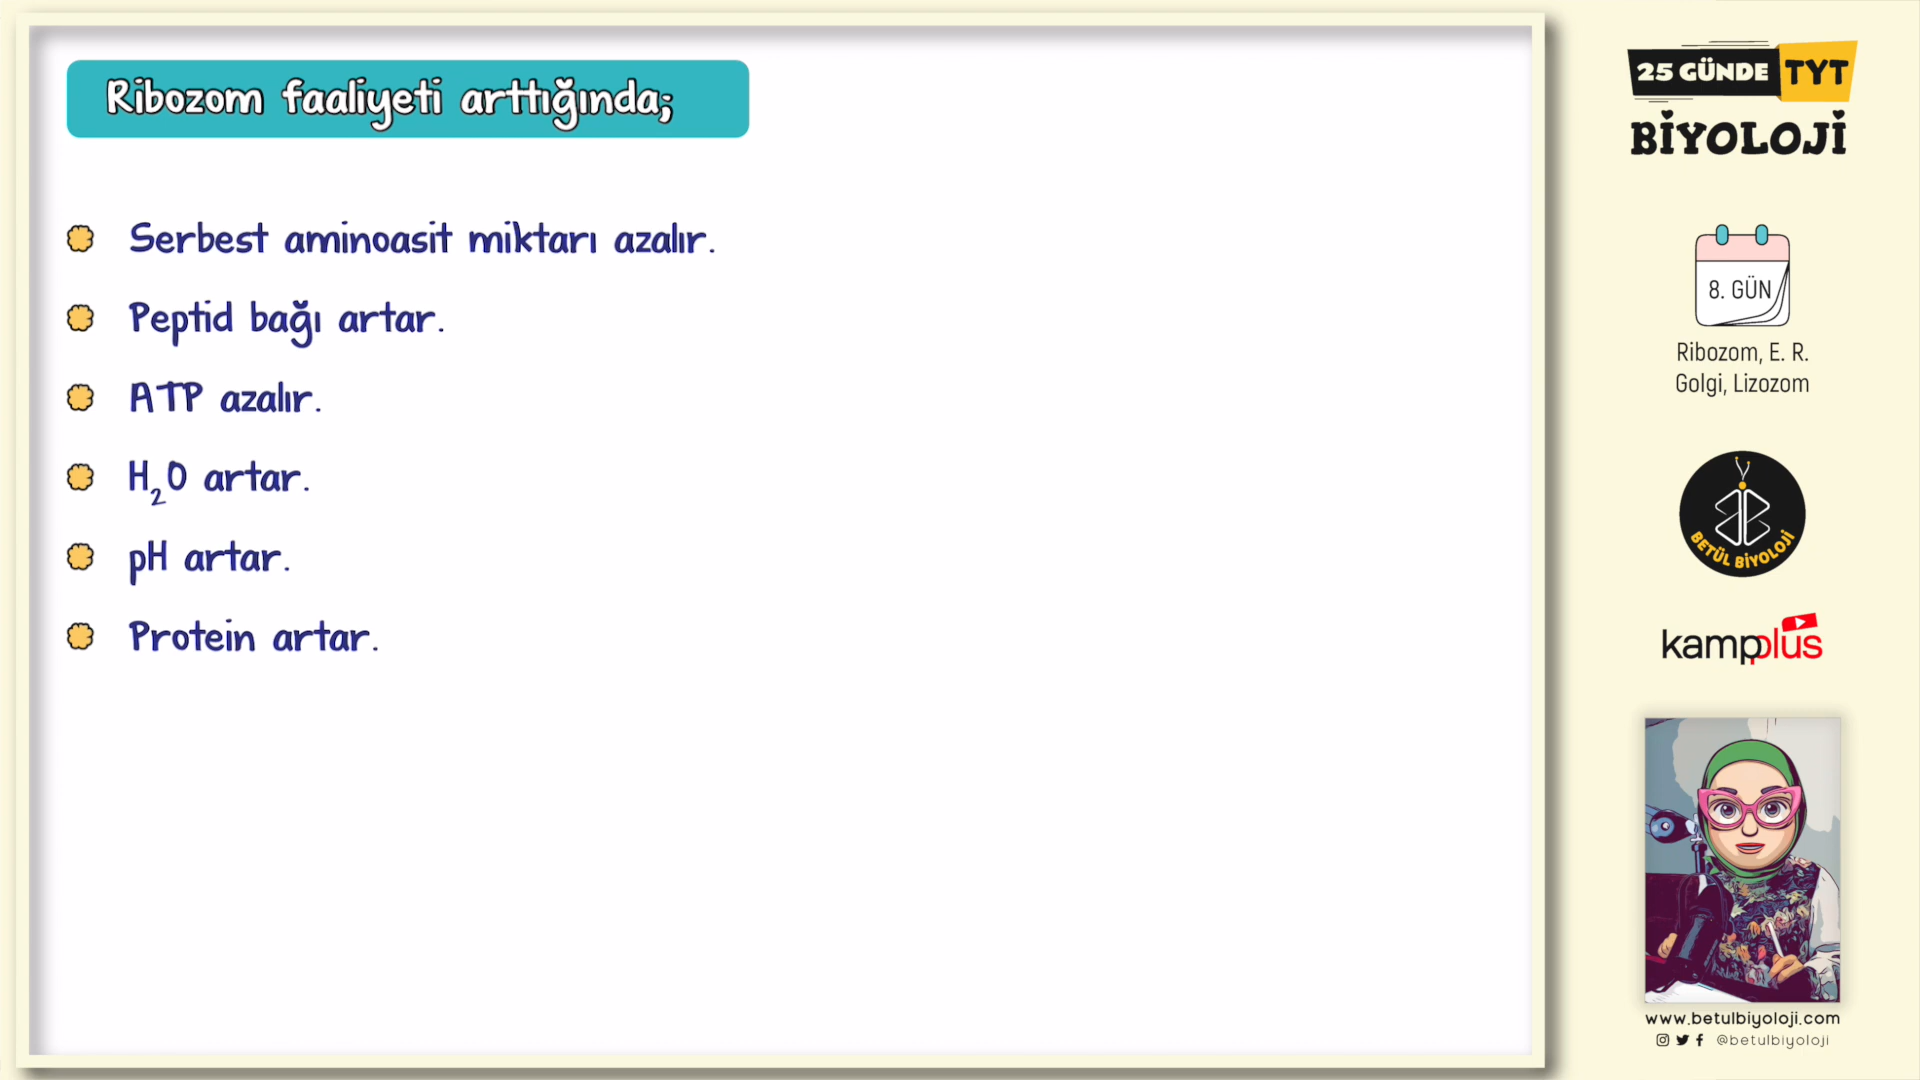 Ribozom faaliyeti arttığında;
Serbest aminoasit miktarı azalır.
Peptid bağı artar.
ATP azalır.
H₂O artar.
pH artar.
Protein artar.
25 GÜNDE TYT
BİYOLOJİ
8. GÜN
Ribozom, E. R.
Golgi, Lizozom
BETÜL BİYOLOJİ
kampplus
www.betulbiyoloji.com
@betulbiyoloji